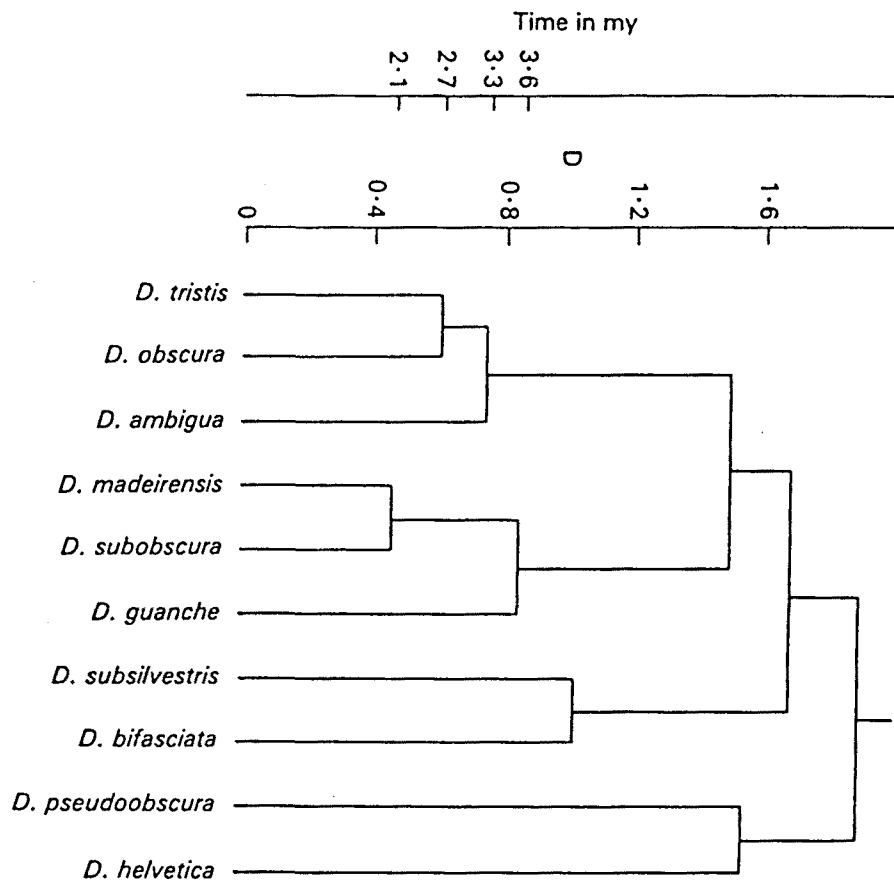 Time in my
2·1 2·7 3·3 3·6
D
0 0·4 0·8 1·2 1·6
D. tristis
D. obscura
D. ambigua
D. madeirensis
D. subobscura
D. guanche
D. subsilvestris
D. bifasciata
D. pseudoobscura
D. helvetica